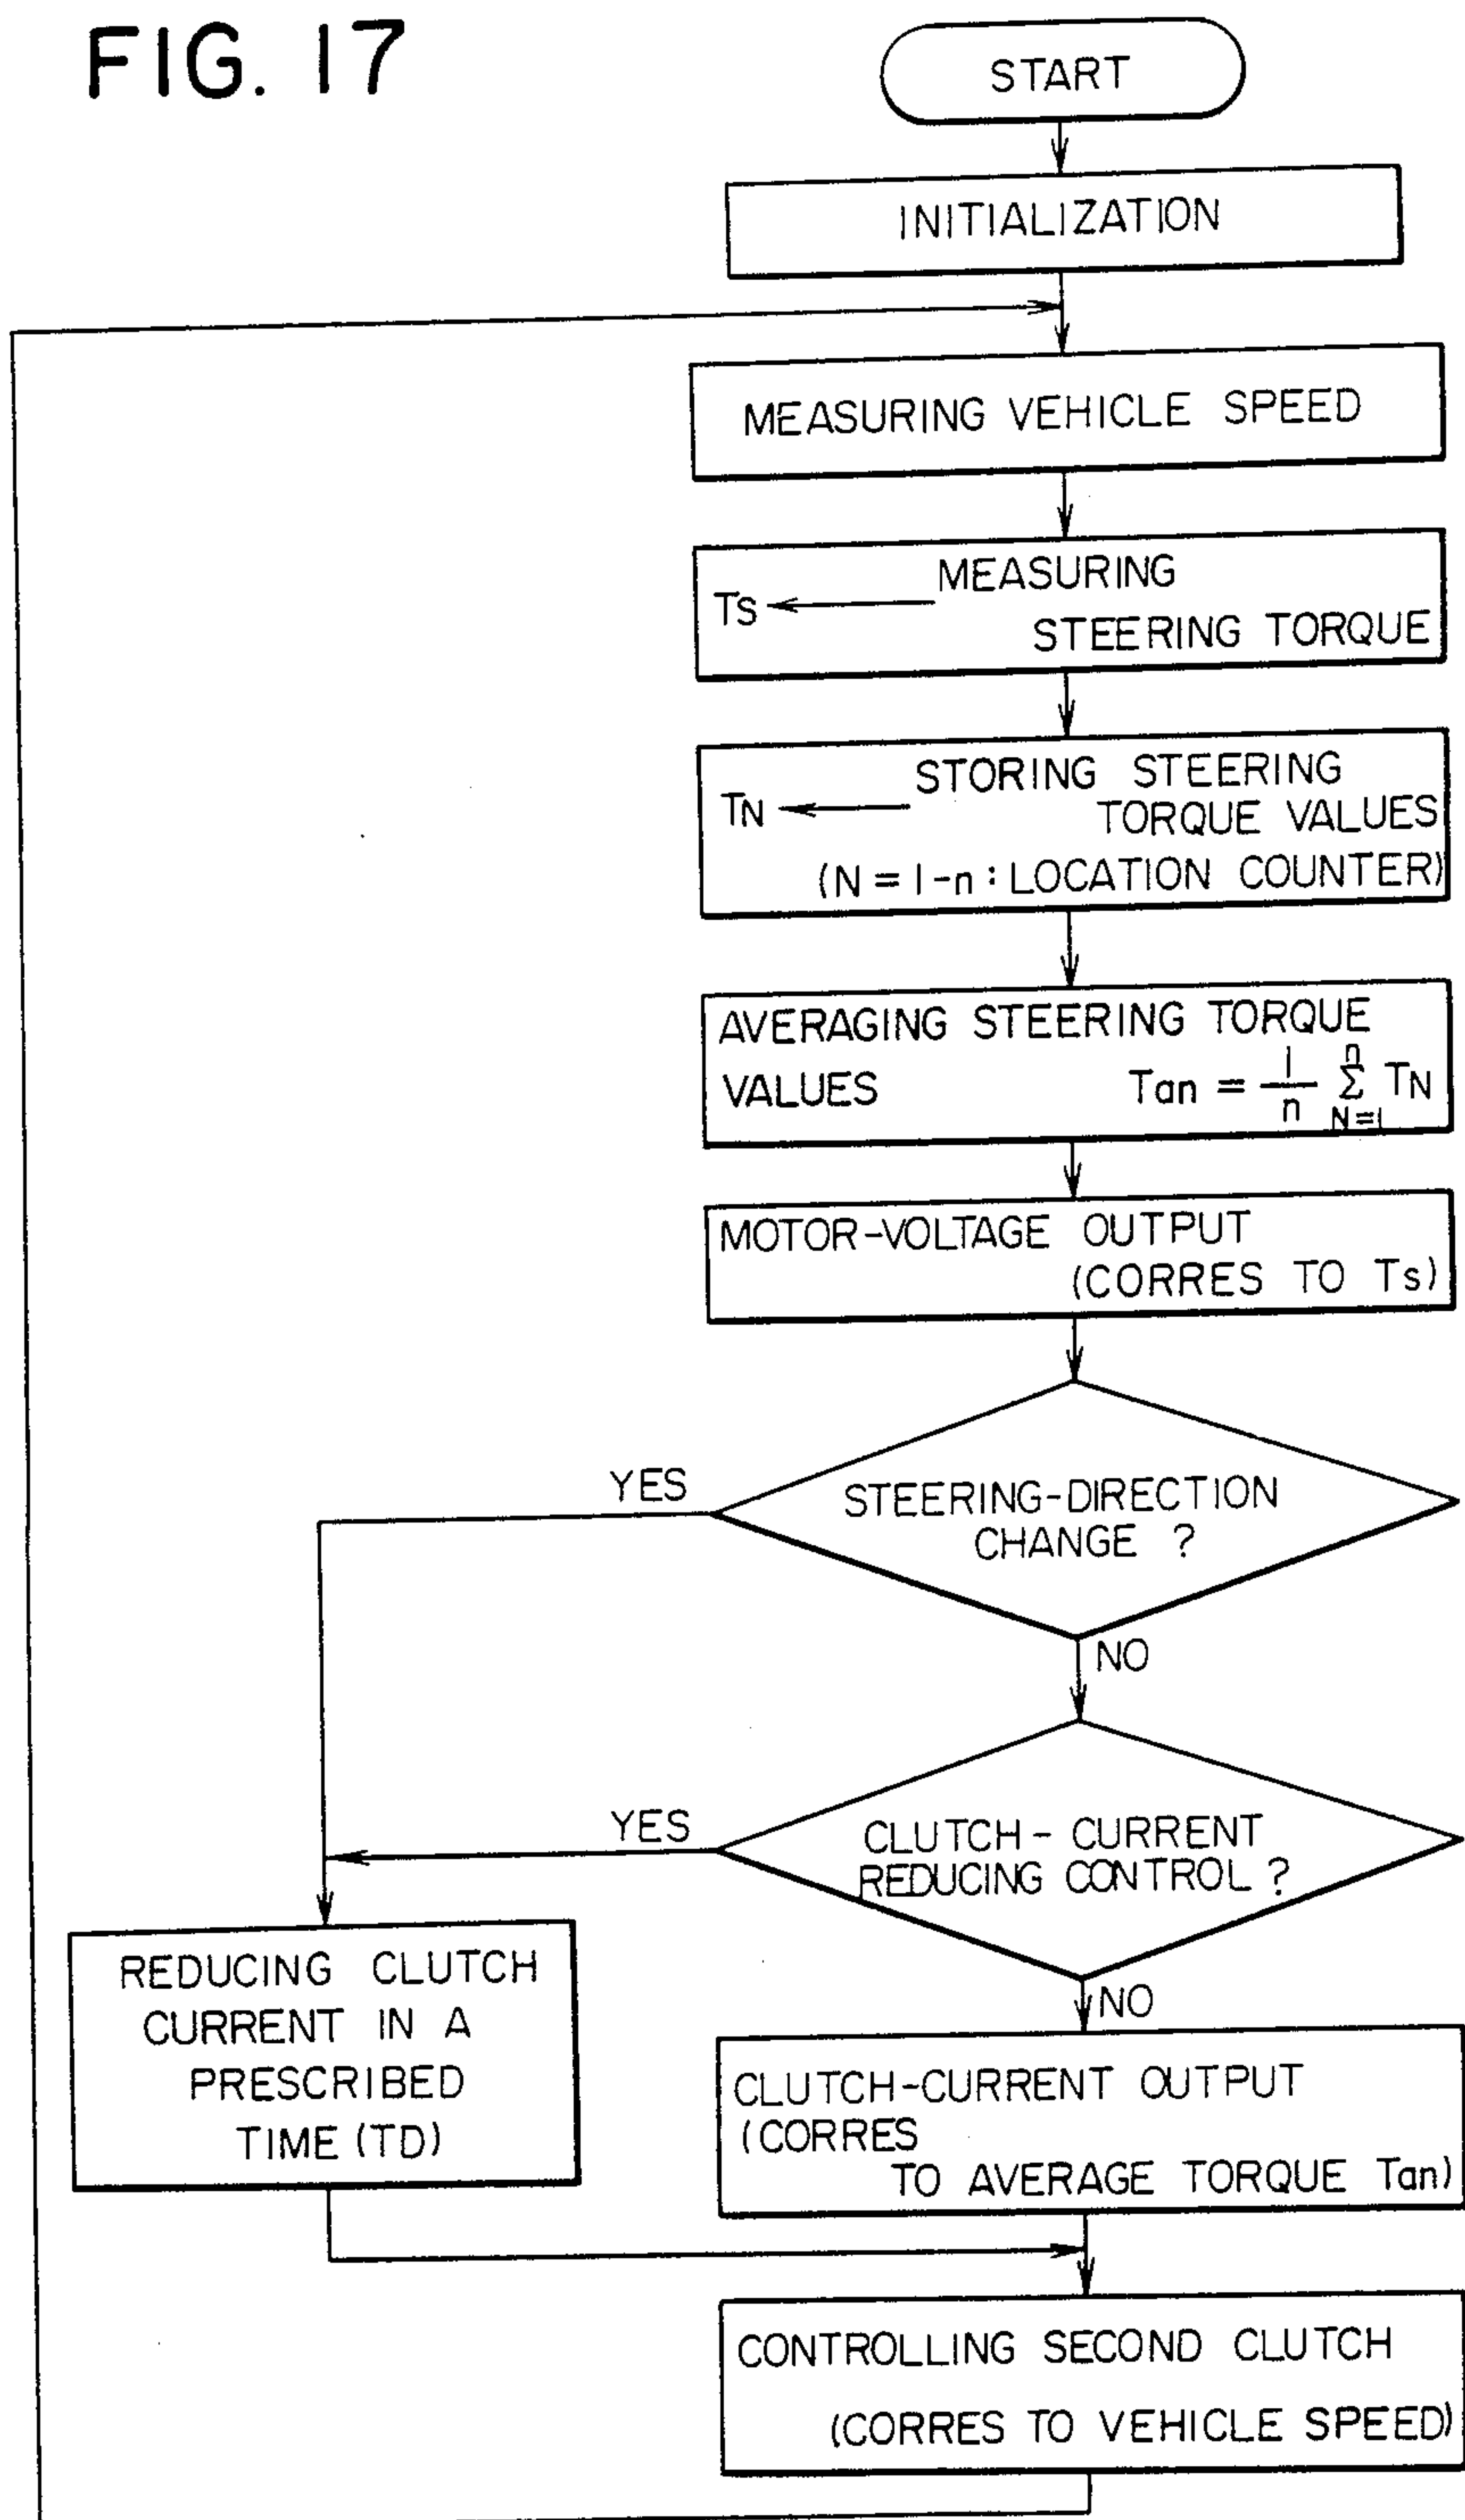 FIG. 17
START
INITIALIZATION
MEASURING VEHICLE SPEED
MEASURING
Ts
STEERING TORQUE
STORING STEERING
TN
TORQUE VALUES
(N = 1-n : LOCATION COUNTER)
AVERAGING STEERING TORQUE
VALUES Tan = 1/n Σ TN
n
N=1
MOTOR-VOLTAGE OUTPUT
(CORRES TO Ts)
STEERING-DIRECTION
CHANGE ?
YES
NO
CLUTCH - CURRENT
REDUCING CONTROL ?
YES
NO
REDUCING CLUTCH
CURRENT IN A
PRESCRIBED
TIME (TD)
CLUTCH-CURRENT OUTPUT
(CORRES
TO AVERAGE TORQUE Tan)
CONTROLLING SECOND CLUTCH
(CORRES TO VEHICLE SPEED)